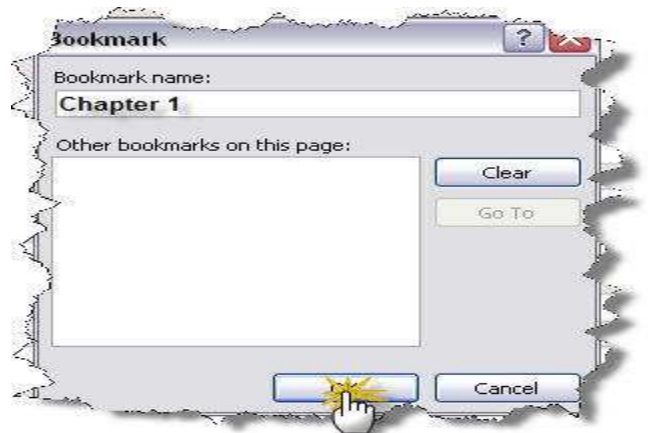 Bookmark
?
Bookmark name:
Chapter 1
Other bookmarks on this page:
Clear
Go To
Cancel